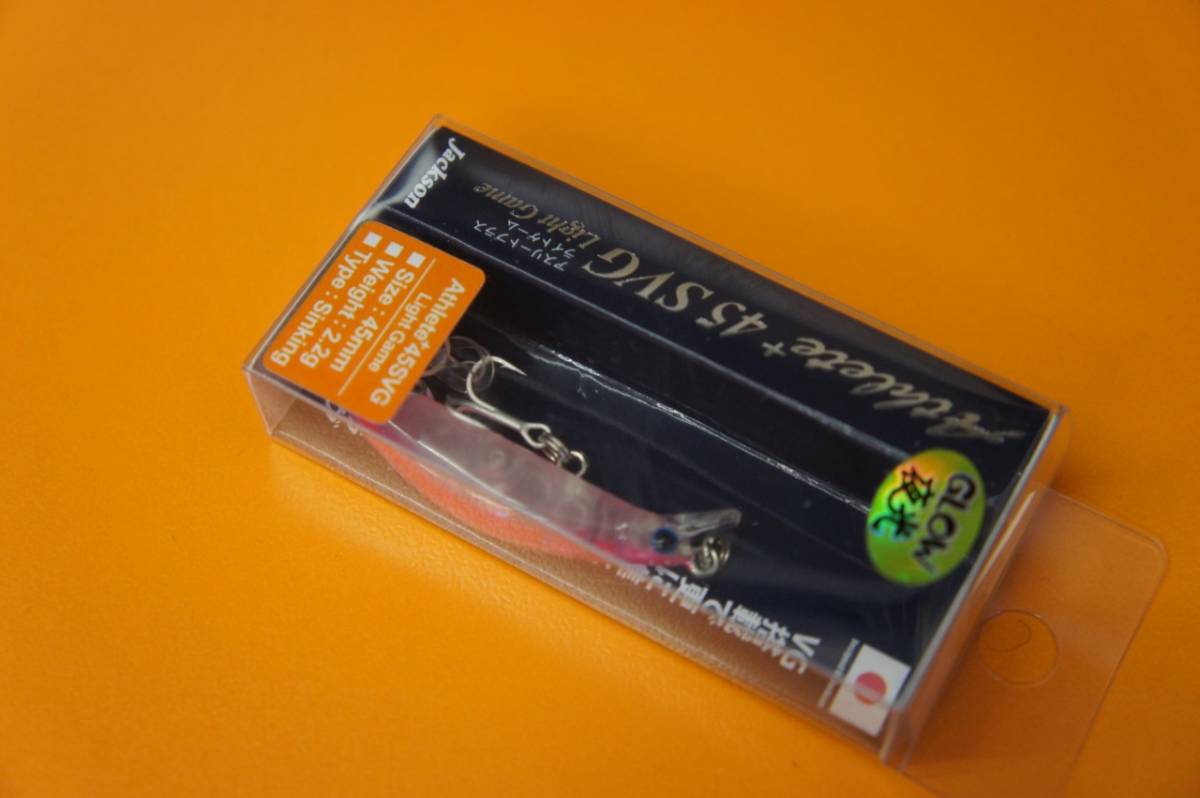 Jackson
Athlete+ 45 SVG
Light Game
アスリートプラス
ライトゲーム
Athlete+45SVG
Light Game
■Size : 45mm
■Weight : 2.2g
■Type : Sinking
GLOW
夜光